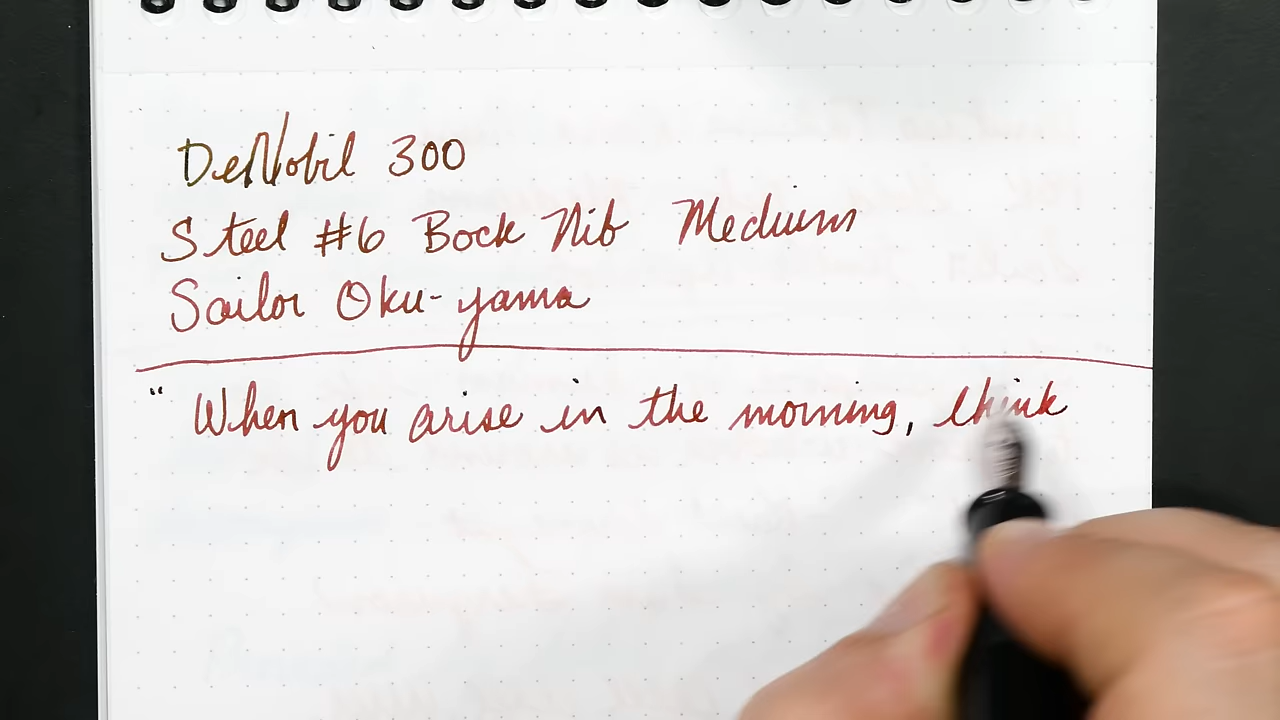 DeNobil 300
Steel #6 Bock Nib Medium
Sailor Oku-yama
" When you arise in the morning, think